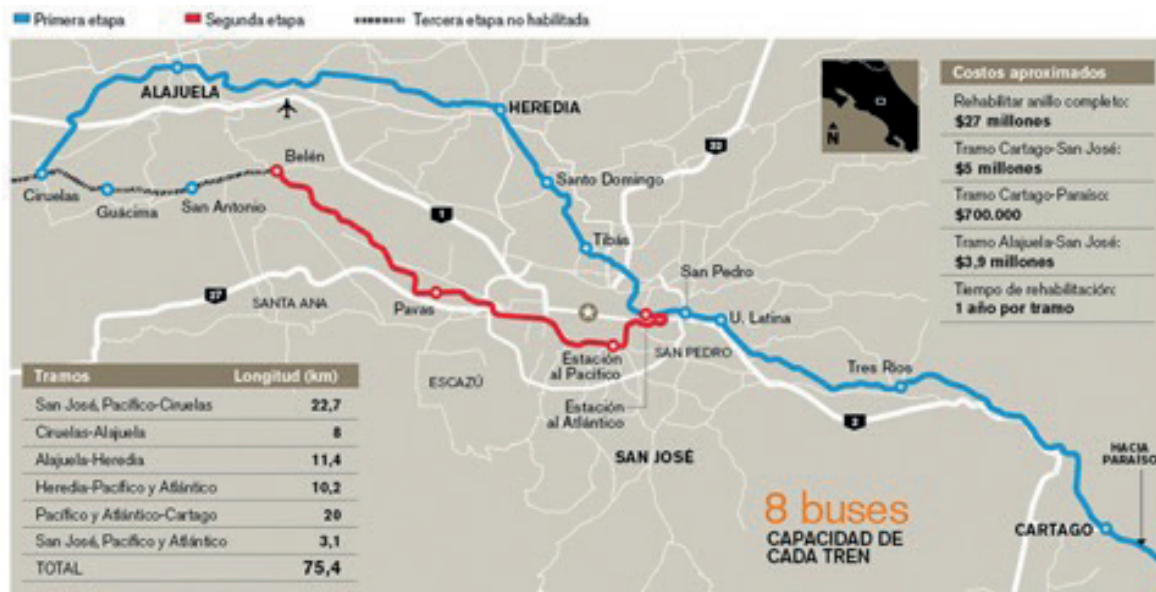 Primera etapa
Segunda etapa
Tercera etapa no habilitada
ALAJUELA
HEREDIA
Belén
Ciruelas
Guácima
San Antonio
Santo Domingo
32
1
Tibás
San Pedro
27
SANTA ANA
Pavas
U. Latina
SAN PEDRO
Estación
al Pacífico
ESCAZÚ
Tres Ríos
Estación
al Atlántico
2
SAN JOSÉ
HACIA
PARAÍSO
CARTAGO
8 buses
CAPACIDAD DE
CADA TREN
N
Costos aproximados
Rehabilitar anillo completo:
$27 millones
Tramo Cartago-San José:
$5 millones
Tramo Cartago-Paraíso:
$700.000
Tramo Alajuela-San José:
$3,9 millones
Tiempo de rehabilitación:
1 año por tramo
Tramos Longitud (km)
San José, Pacífico-Ciruelas 22,7
Ciruelas-Alajuela 8
Alajuela-Heredia 11,4
Heredia-Pacífico y Atlántico 10,2
Pacífico y Atlántico-Cartago 20
San José, Pacífico y Atlántico 3,1
TOTAL 75,4